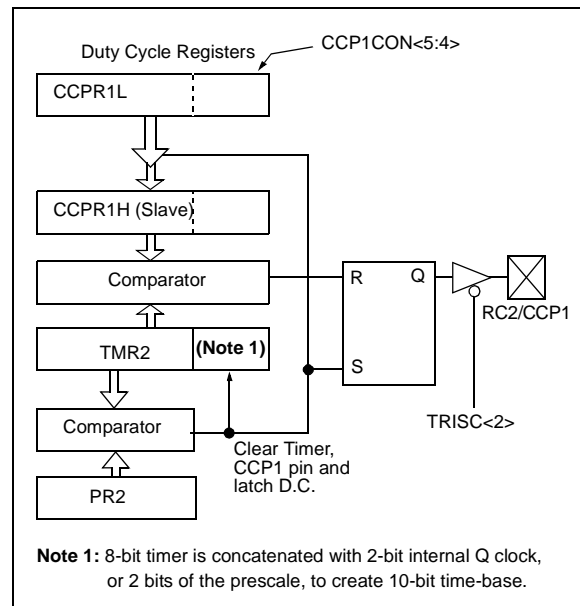 Duty Cycle Registers
CCP1CON<5:4>
CCPR1L
CCPR1H (Slave)
Comparator
R
Q
RC2/CCP1
TMR2
(Note 1)
S
TRISC<2>
Comparator
Clear Timer,
CCP1 pin and
latch D.C.
PR2
Note 1: 8-bit timer is concatenated with 2-bit internal Q clock,
or 2 bits of the prescale, to create 10-bit time-base.